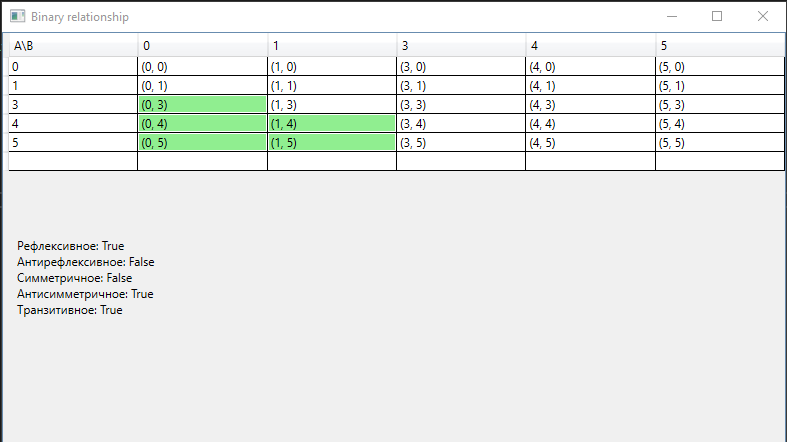 Binary relationship
A\B 0 1 3 4 5
0 (0, 0) (1, 0) (3, 0) (4, 0) (5, 0)
1 (0, 1) (1, 1) (3, 1) (4, 1) (5, 1)
3 (0, 3) (1, 3) (3, 3) (4, 3) (5, 3)
4 (0, 4) (1, 4) (3, 4) (4, 4) (5, 4)
5 (0, 5) (1, 5) (3, 5) (4, 5) (5, 5)
Рефлексивное: True
Антирефлексивное: False
Симметричное: False
Антисимметричное: True
Транзитивное: True